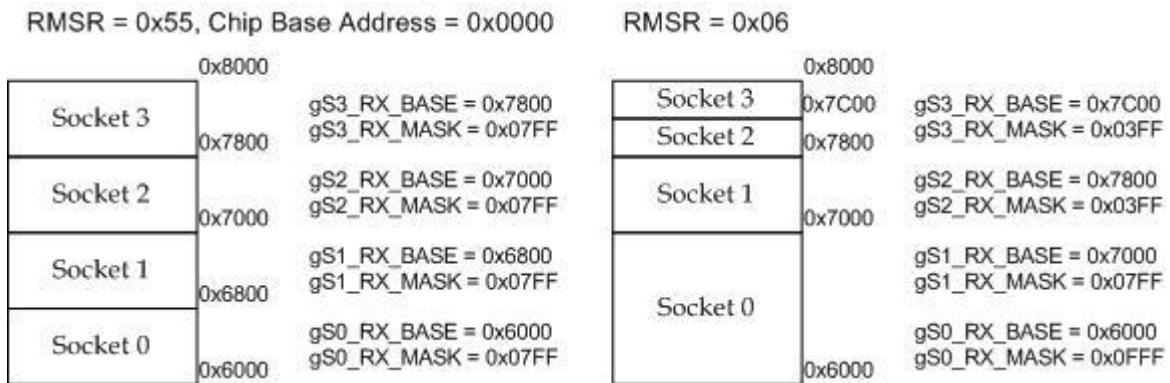 RMSR = 0x55, Chip Base Address = 0x0000
0x8000
Socket 3
gS3_RX_BASE = 0x7800
gS3_RX_MASK = 0x07FF
0x7800
Socket 2
gS2_RX_BASE = 0x7000
gS2_RX_MASK = 0x07FF
0x7000
Socket 1
gS1_RX_BASE = 0x6800
gS1_RX_MASK = 0x07FF
0x6800
Socket 0
gS0_RX_BASE = 0x6000
gS0_RX_MASK = 0x07FF
0x6000
RMSR = 0x06
0x8000
Socket 3
0x7C00
gS3_RX_BASE = 0x7C00
gS3_RX_MASK = 0x03FF
Socket 2
0x7800
gS2_RX_BASE = 0x7800
gS2_RX_MASK = 0x03FF
Socket 1
0x7000
gS1_RX_BASE = 0x7000
gS1_RX_MASK = 0x07FF
Socket 0
gS0_RX_BASE = 0x6000
gS0_RX_MASK = 0x0FFF
0x6000